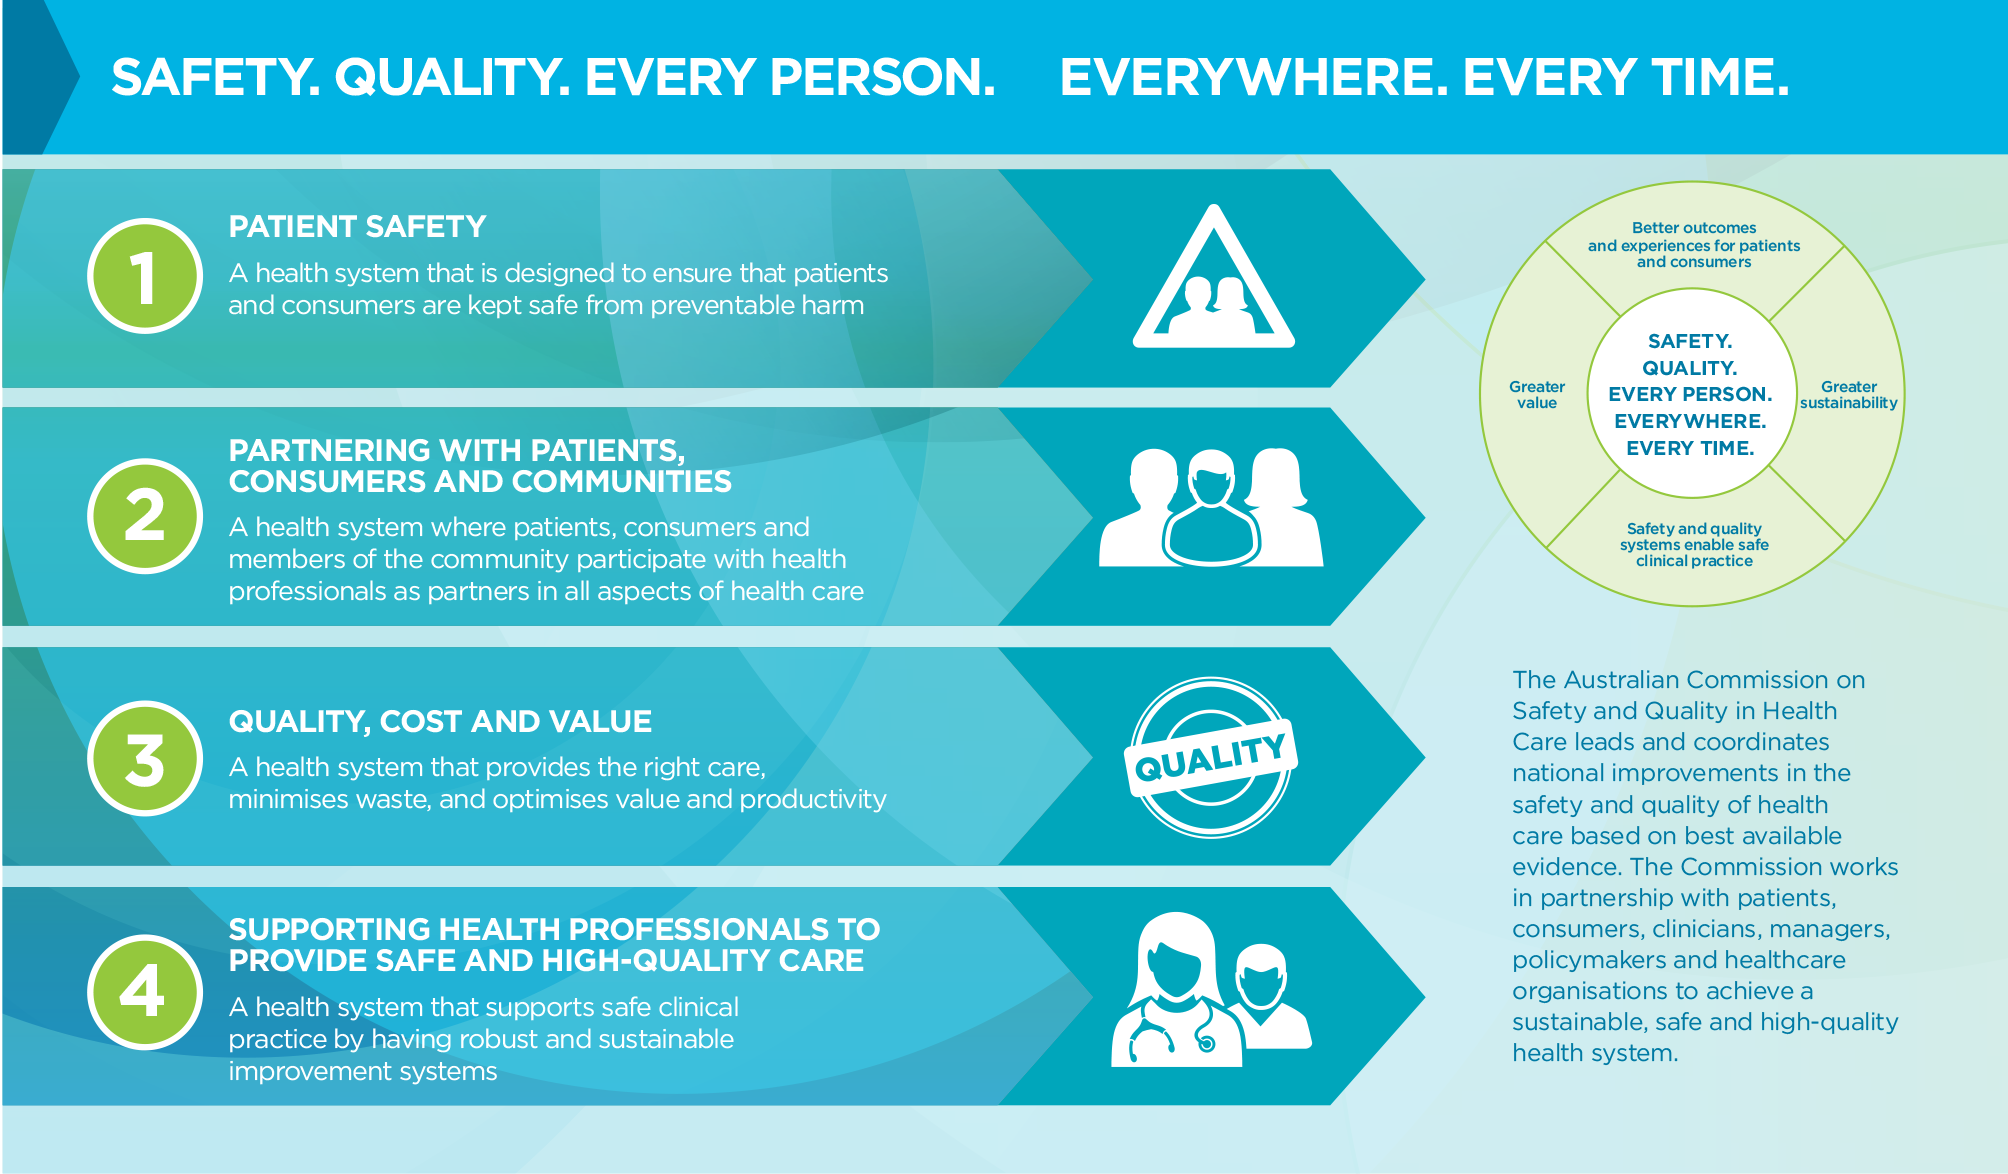 SAFETY. QUALITY. EVERY PERSON. EVERYWHERE. EVERY TIME.
1
PATIENT SAFETY
A health system that is designed to ensure that patients
and consumers are kept safe from preventable harm
2
PARTNERING WITH PATIENTS,
CONSUMERS AND COMMUNITIES
A health system where patients, consumers and
members of the community participate with health
professionals as partners in all aspects of health care
3
QUALITY, COST AND VALUE
A health system that provides the right care,
minimises waste, and optimises value and productivity
QUALITY
4
SUPPORTING HEALTH PROFESSIONALS TO
PROVIDE SAFE AND HIGH-QUALITY CARE
A health system that supports safe clinical
practice by having robust and sustainable
improvement systems
Better outcomes
and experiences for patients
and consumers
Greater
value
SAFETY.
QUALITY.
EVERY PERSON.
EVERYWHERE.
EVERY TIME.
Greater
sustainability
Safety and quality
systems enable safe
clinical practice
The Australian Commission on
Safety and Quality in Health
Care leads and coordinates
national improvements in the
safety and quality of health
care based on best available
evidence. The Commission works
in partnership with patients,
consumers, clinicians, managers,
policymakers and healthcare
organisations to achieve a
sustainable, safe and high-quality
health system.